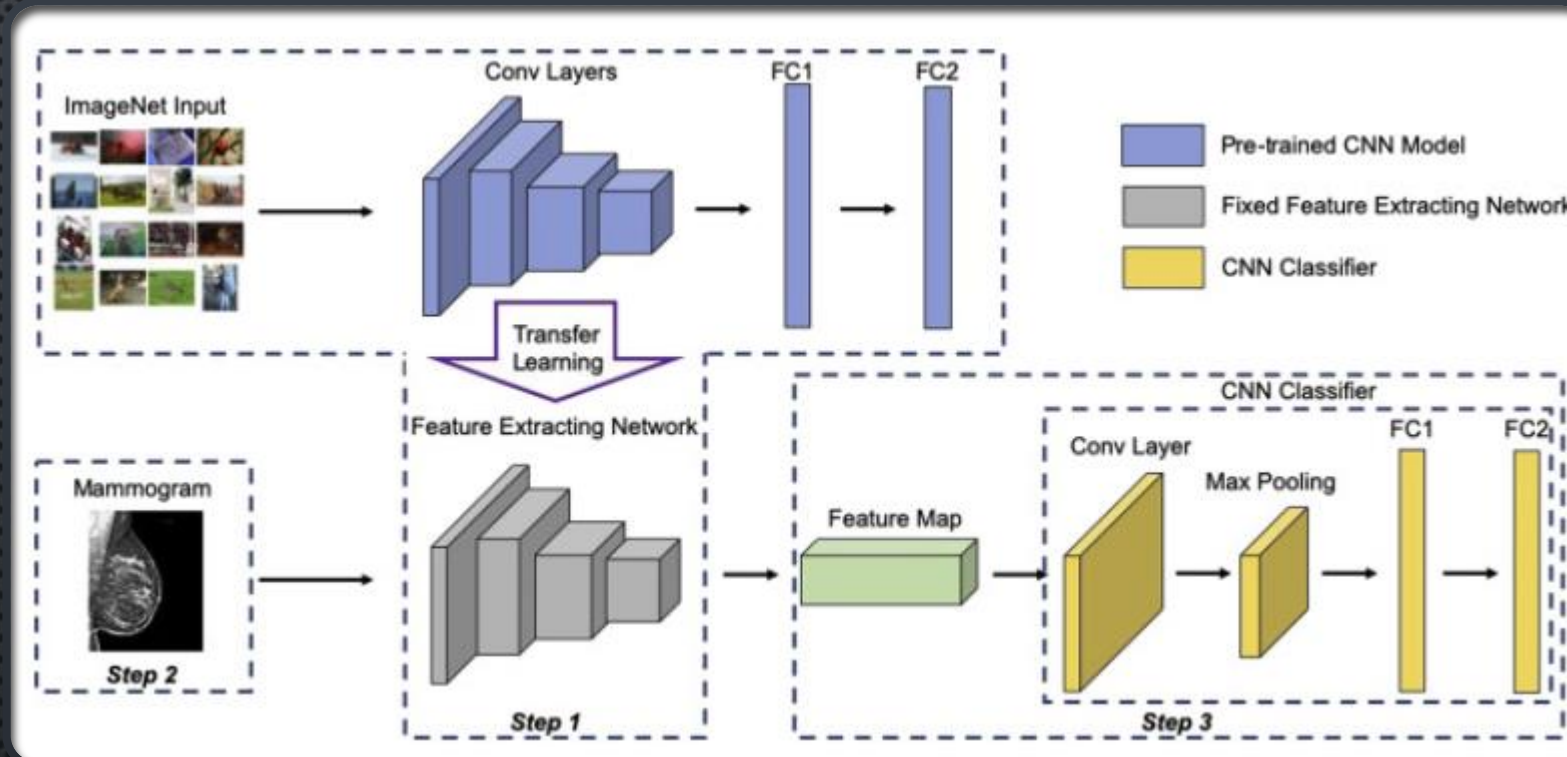 Conv Layers
FC1
FC2
ImageNet Input
Pre-trained CNN Model
Fixed Feature Extracting Network
CNN Classifier
Transfer
Learning
Feature Extracting Network
Mammogram
Step 2
Step 1
CNN Classifier
Feature Map
Conv Layer
Max Pooling
FC1
FC2
Step 3